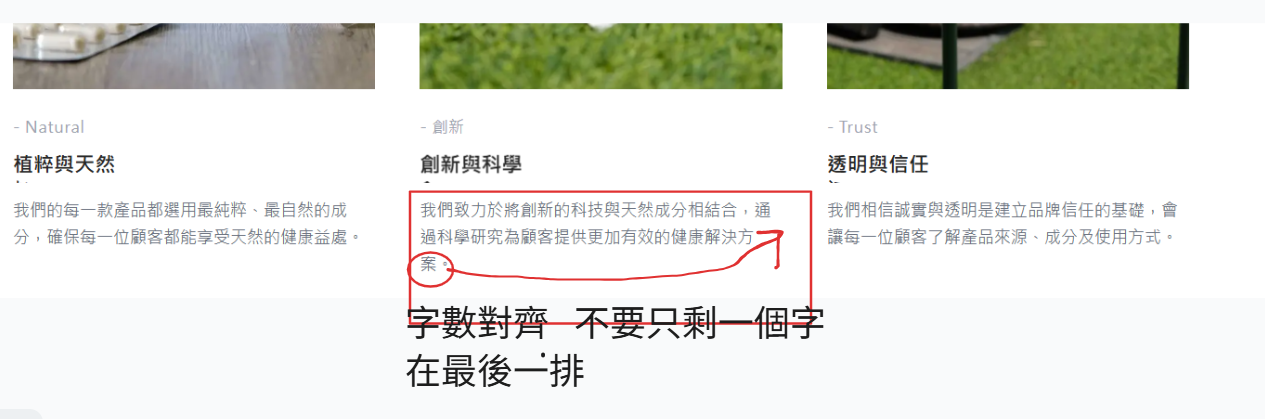 - Natural
植粹與天然
我們的每一款產品都選用最純粹、最自然的成
分，確保每一位顧客都能享受天然的健康益處。
- 創新
創新與科學
我們致力於將創新的科技與天然成分相結合，通
過科學研究為顧客提供更加有效的健康解決方
案。
- Trust
透明與信任
我們相信誠實與透明是建立品牌信任的基礎，會
讓每一位顧客了解產品來源、成分及使用方式。
字數對齊 不要只剩一個字
在最後一排